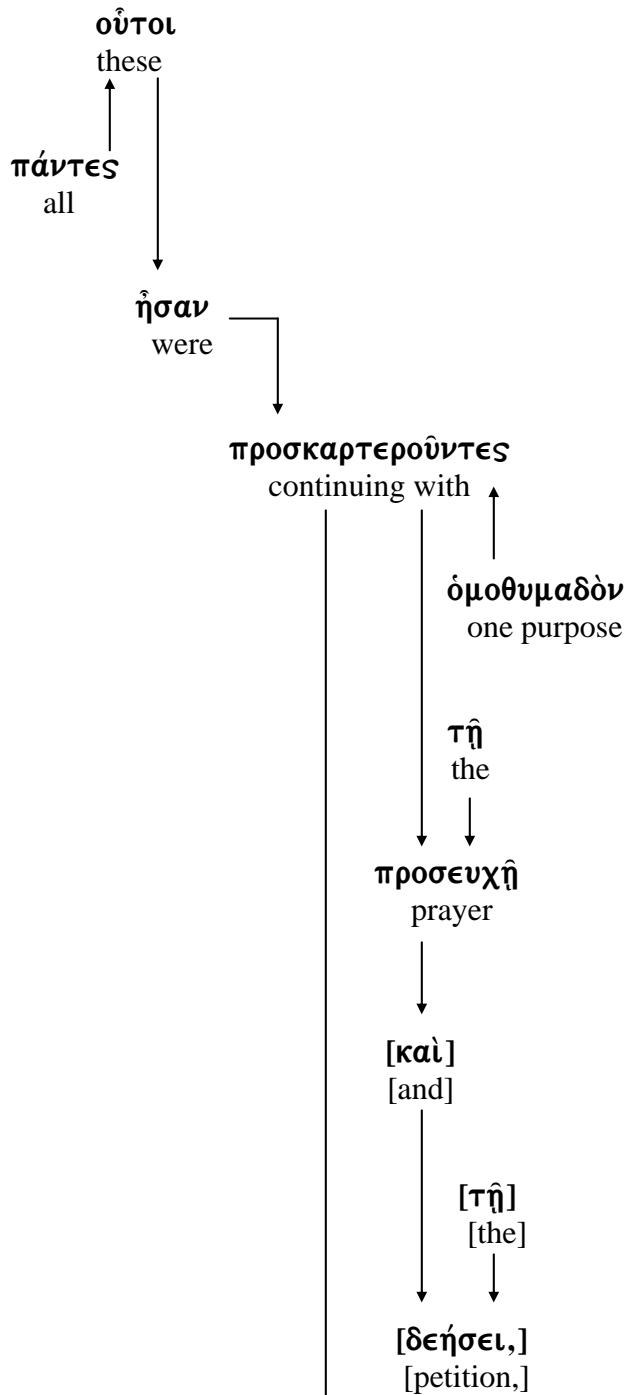 οὗτοι
these
πάντες
all
ἦσαν
were
προσκαρτεροῦντες
continuing with
ὁμοθυμαδὸν
one purpose
τῇ
the
προσευχῇ
prayer
[καὶ]
[and]
[τῇ]
[the]
[δεήσει,]
[petition,]